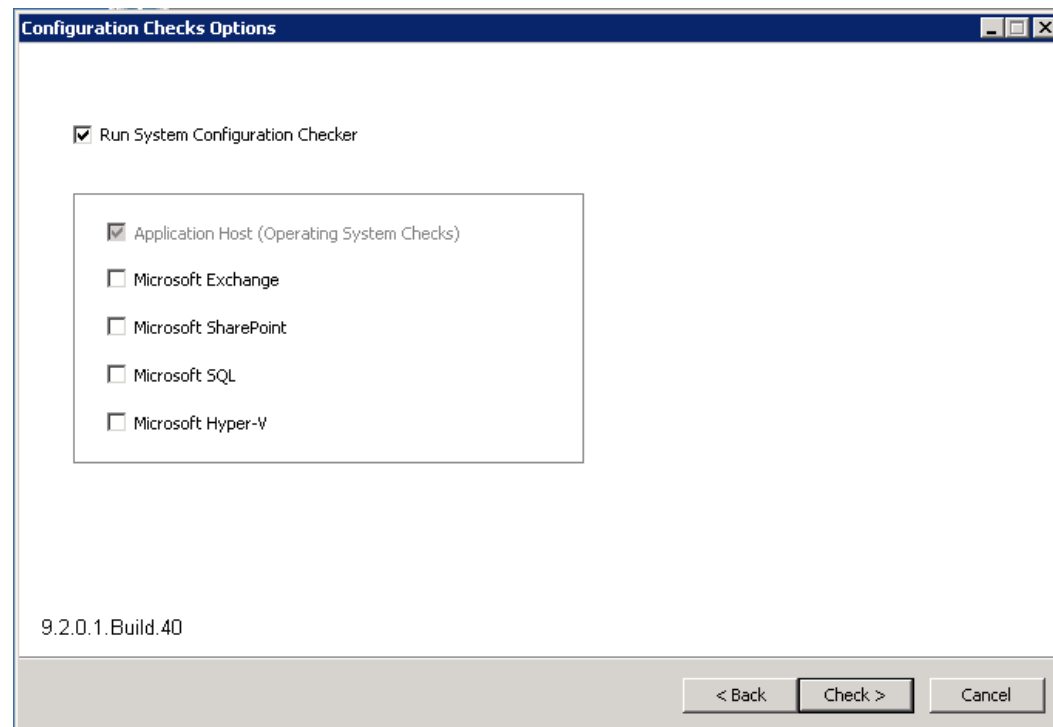 Configuration Checks Options
Run System Configuration Checker
Application Host (Operating System Checks)
Microsoft Exchange
Microsoft SharePoint
Microsoft SQL
Microsoft Hyper-V
9.2.0.1.Build.40
< Back Check > Cancel